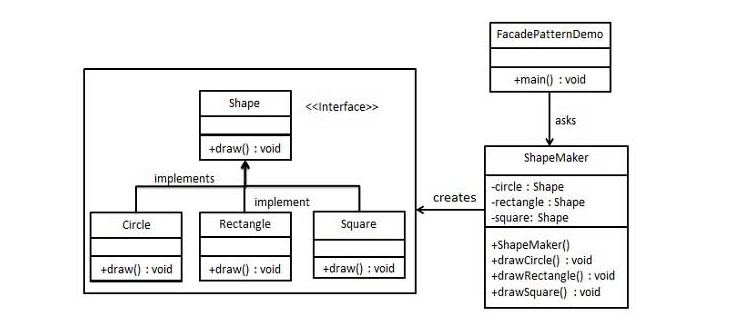 FacadePatternDemo
+main() : void
asks
Shape
<<Interface>>
+draw() : void
implements
implement
Circle
+draw() : void
Rectangle
+draw() : void
Square
+draw() : void
creates
ShapeMaker
-circle : Shape
-rectangle : Shape
-square: Shape
+ShapeMaker()
+drawCircle() : void
+drawRectangle() : void
+drawSquare() : void